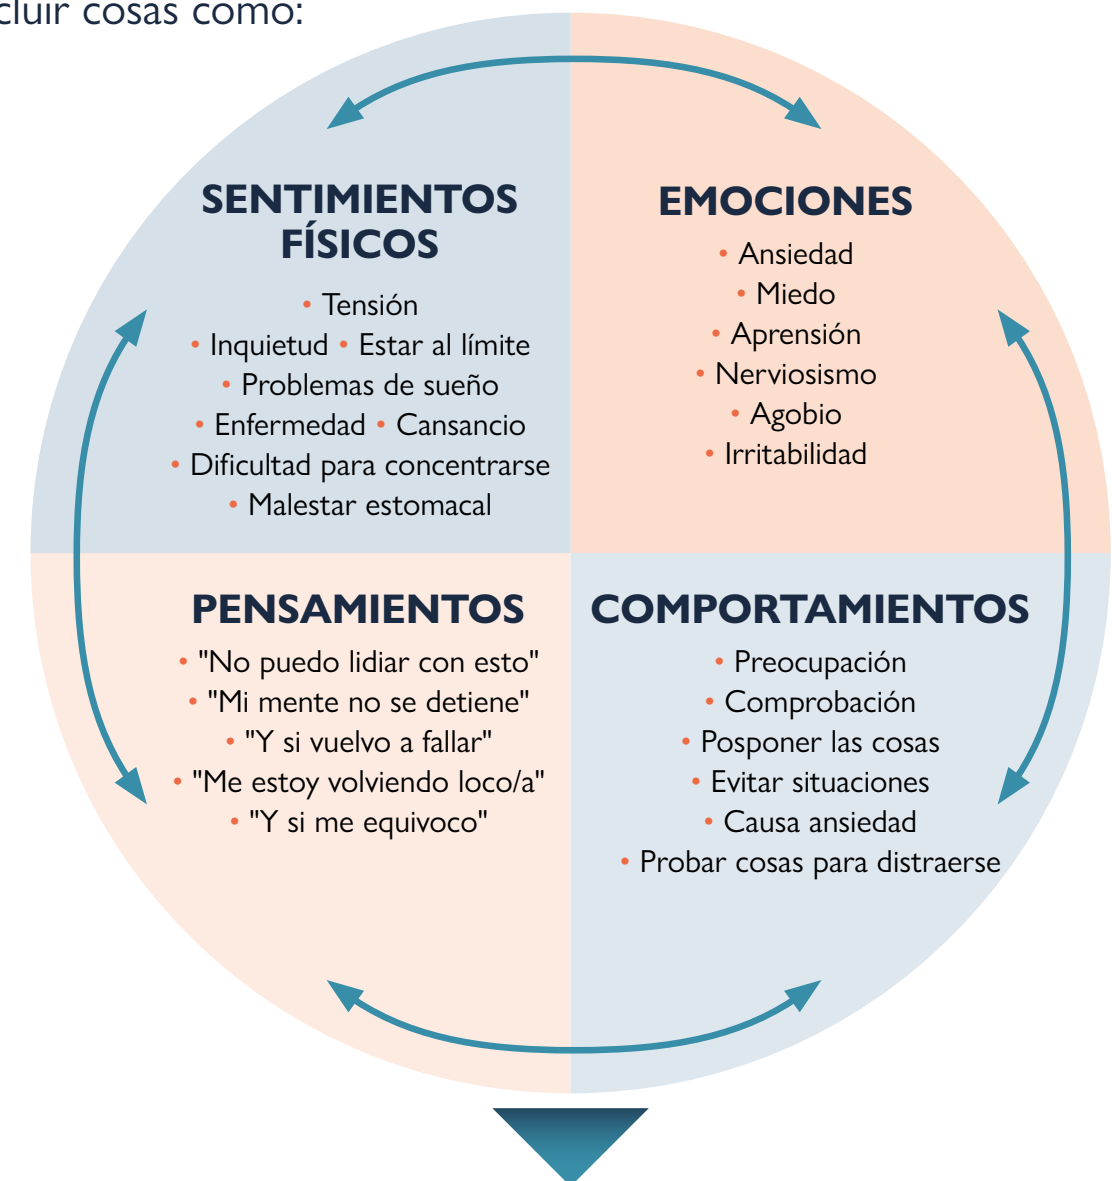 cluir cosas como:
SENTIMIENTOS
FÍSICOS
• Tensión
• Inquietud • Estar al límite
• Problemas de sueño
• Enfermedad • Cansancio
• Dificultad para concentrarse
• Malestar estomacal
EMOCIONES
• Ansiedad
• Miedo
• Aprensión
• Nerviosismo
• Agobio
• Irritabilidad
PENSAMIENTOS
• "No puedo lidiar con esto"
• "Mi mente no se detiene"
• "Y si vuelvo a fallar"
• "Me estoy volviendo loco/a"
• "Y si me equivoco"
COMPORTAMIENTOS
• Preocupación
• Comprobación
• Posponer las cosas
• Evitar situaciones
• Causa ansiedad
• Probar cosas para distraerse